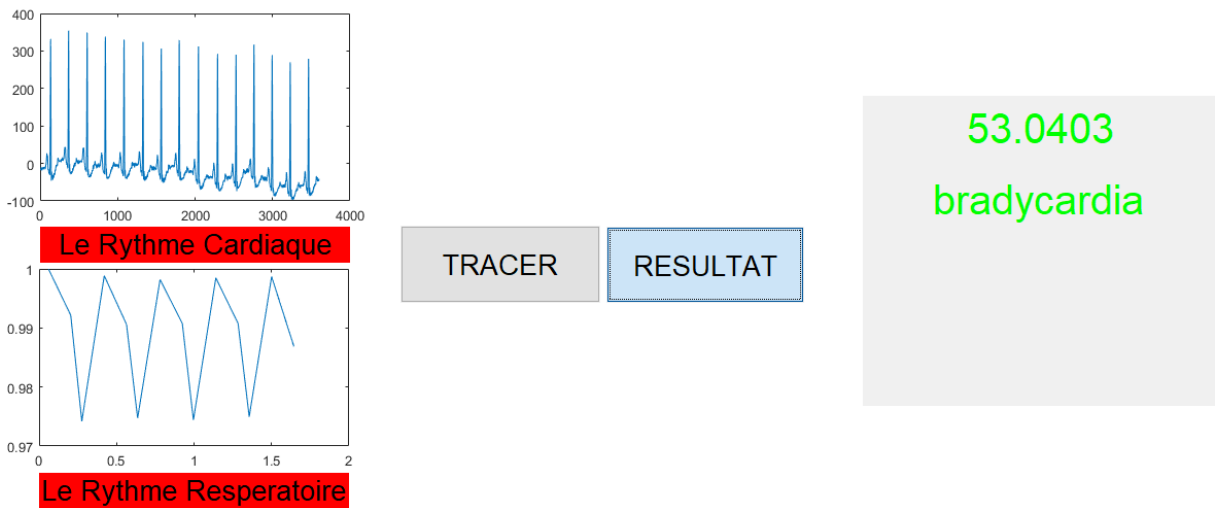 400
300
200
100
0
-100
0 1000 2000 3000 4000
Le Rythme Cardiaque
1
0.99
0.98
0.97
0 0.5 1 1.5 2
Le Rythme Resperatoire
TRACER
RESULTAT
53.0403
bradycardia